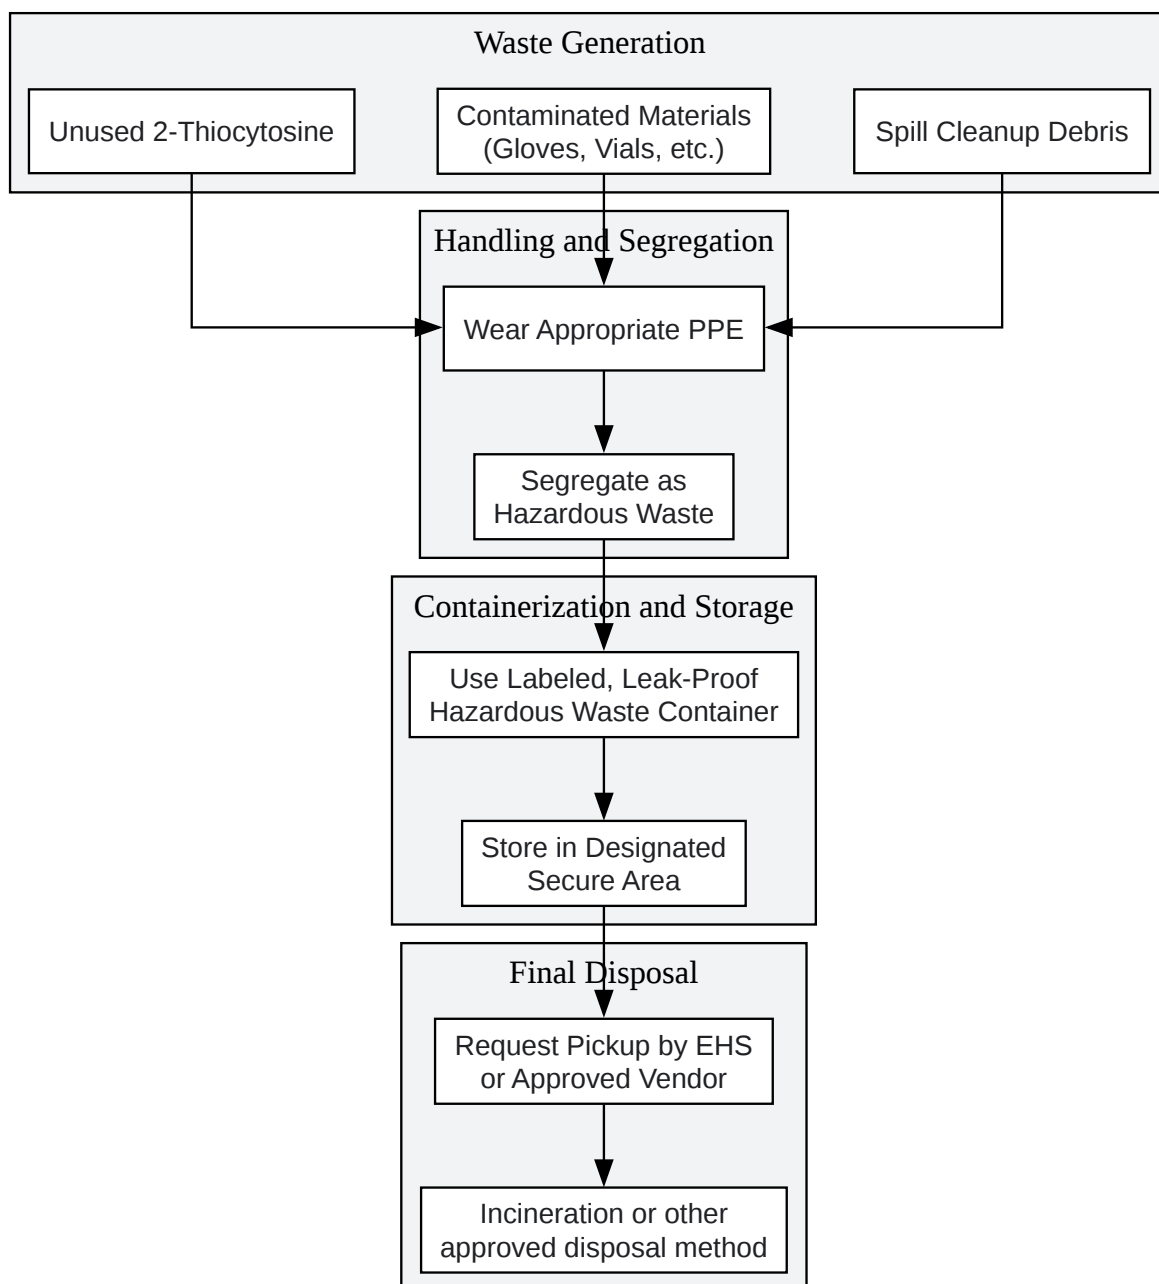 Waste Generation
Unused 2-Thiocytosine
Contaminated Materials
(Gloves, Vials, etc.)
Spill Cleanup Debris
Handling and Segregation
Wear Appropriate PPE
Segregate as
Hazardous Waste
Containerization and Storage
Use Labeled, Leak-Proof
Hazardous Waste Container
Store in Designated
Secure Area
Final Disposal
Request Pickup by EHS
or Approved Vendor
Incineration or other
approved disposal method